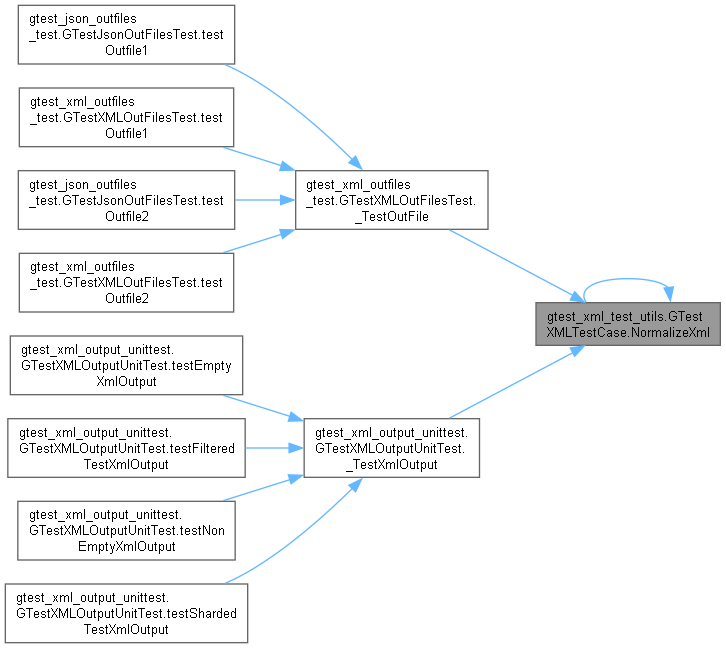 gtest_json_outfiles
_test.GTestJsonOutFilesTest.test
Outfile1
gtest_xml_outfiles
_test.GTestXMLOutFilesTest.test
Outfile1
gtest_json_outfiles
_test.GTestJsonOutFilesTest.test
Outfile2
gtest_xml_outfiles
_test.GTestXMLOutFilesTest.test
Outfile2
gtest_xml_output_unittest.
GTestXMLOutputUnitTest.testEmpty
XmlOutput
gtest_xml_output_unittest.
GTestXMLOutputUnitTest.testFiltered
TestXmlOutput
gtest_xml_output_unittest.
GTestXMLOutputUnitTest.testNon
EmptyXmlOutput
gtest_xml_output_unittest.
GTestXMLOutputUnitTest.testSharded
TestXmlOutput
gtest_xml_outfiles
_test.GTestXMLOutFilesTest.
_TestOutFile
gtest_xml_output_unittest.
GTestXMLOutputUnitTest.
_TestXmlOutput
gtest_xml_test_utils.GTest
XMLTestCase.NormalizeXml